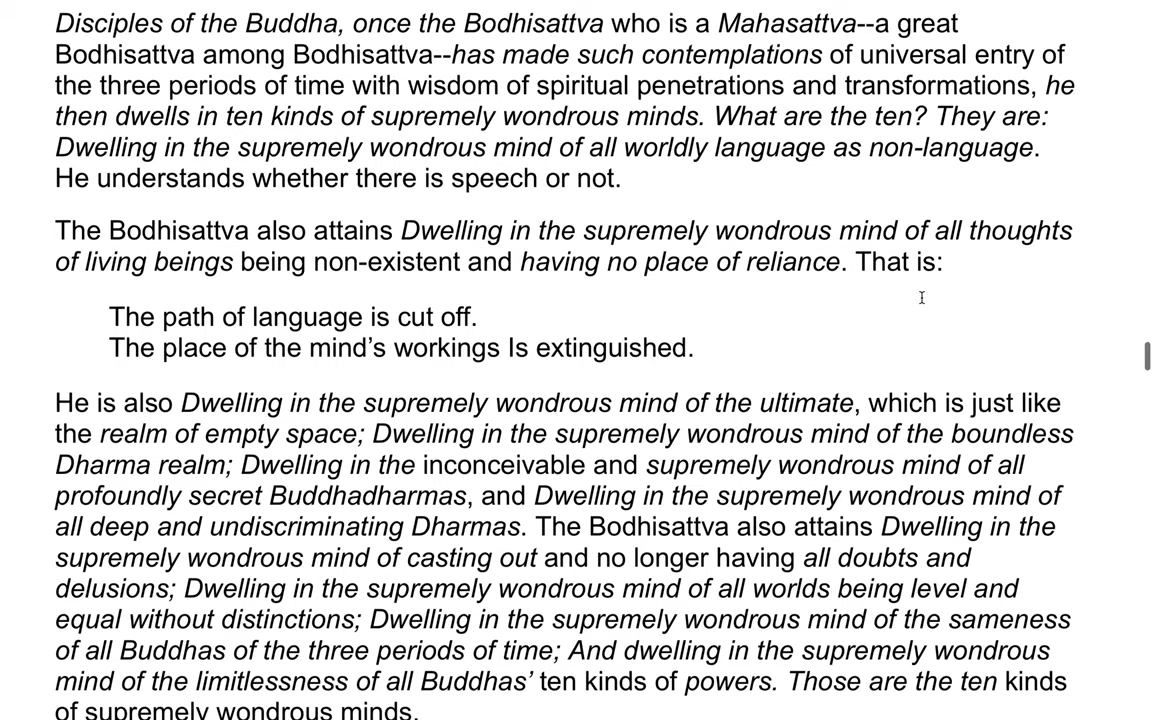 Disciples of the Buddha, once the Bodhisattva who is a Mahasattva--a great
Bodhisattva among Bodhisattva--has made such contemplations of universal entry of
the three periods of time with wisdom of spiritual penetrations and transformations, he
then dwells in ten kinds of supremely wondrous minds. What are the ten? They are:
Dwelling in the supremely wondrous mind of all worldly language as non-language.
He understands whether there is speech or not.
The Bodhisattva also attains Dwelling in the supremely wondrous mind of all thoughts
of living beings being non-existent and having no place of reliance. That is:
The path of language is cut off.
The place of the mind’s workings Is extinguished.
He is also Dwelling in the supremely wondrous mind of the ultimate, which is just like
the realm of empty space; Dwelling in the supremely wondrous mind of the boundless
Dharma realm; Dwelling in the inconceivable and supremely wondrous mind of all
profoundly secret Buddhadharmas, and Dwelling in the supremely wondrous mind of
all deep and undiscriminating Dharmas. The Bodhisattva also attains Dwelling in the
supremely wondrous mind of casting out and no longer having all doubts and
delusions; Dwelling in the supremely wondrous mind of all worlds being level and
equal without distinctions; Dwelling in the supremely wondrous mind of the sameness
of all Buddhas of the three periods of time; And dwelling in the supremely wondrous
mind of the limitlessness of all Buddhas’ ten kinds of powers. Those are the ten kinds
of supremely wondrous minds.